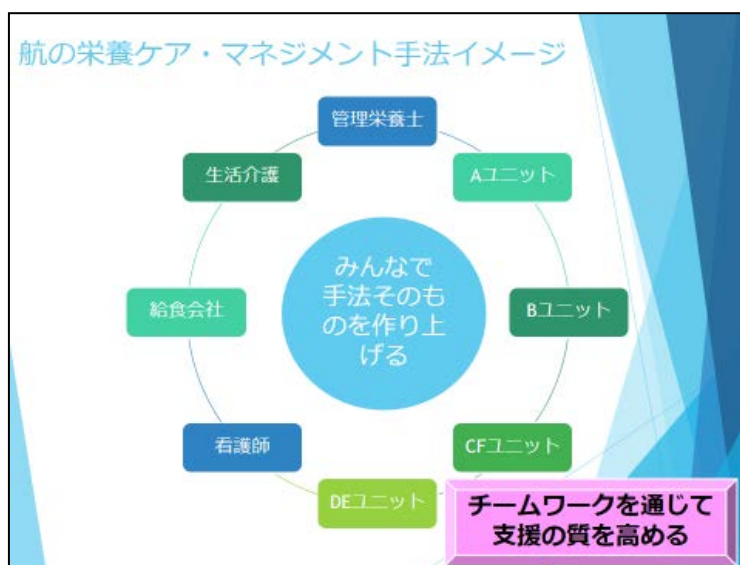 航の栄養ケア・マネジメント手法イメージ
管理栄養士
Aユニット
Bユニット
CFユニット
DEユニット
看護師
給食会社
生活介護
みんなで
手法そのも
のを作り上
げる
チームワークを通じて
支援の質を高める